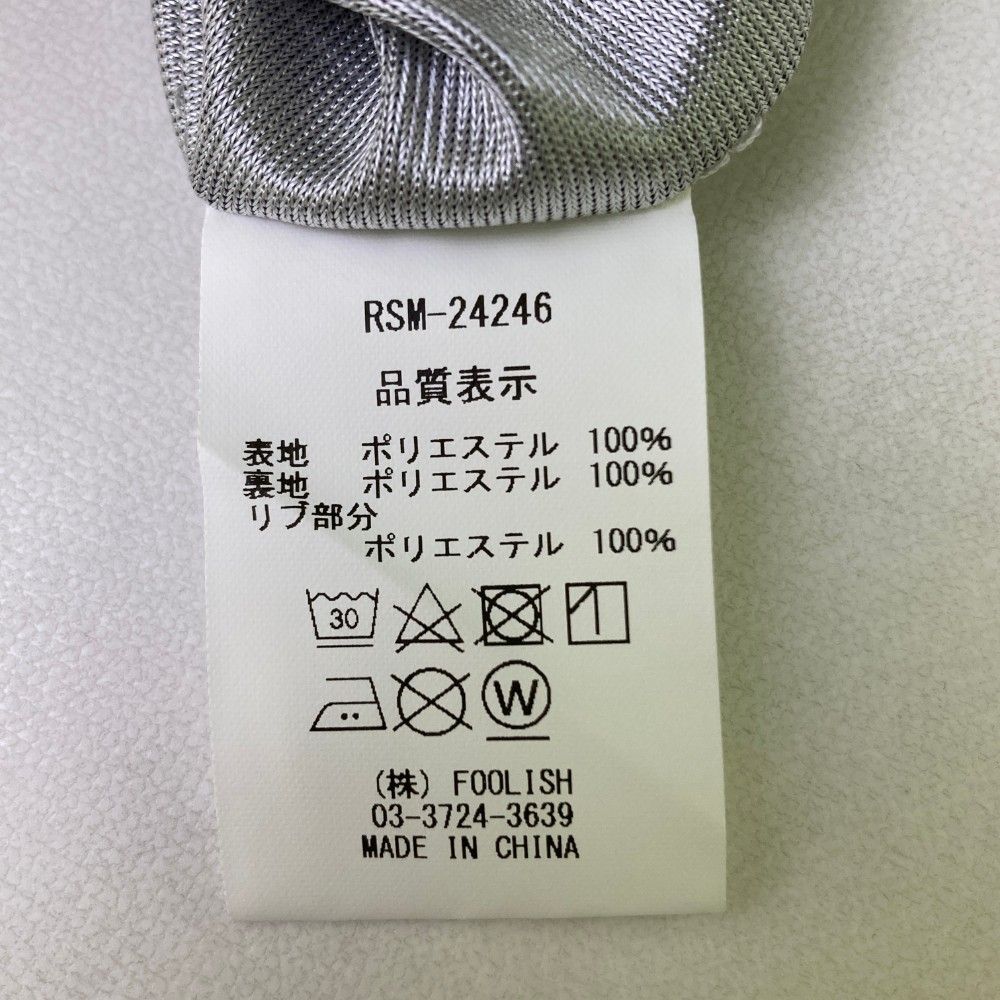 RSM-24246
品質表示
表地 ポリエステル 100%
裏地 ポリエステル 100%
リブ部分
ポリエステル 100%
30
W
(株) FOOLISH
03-3724-3639
MADE IN CHINA